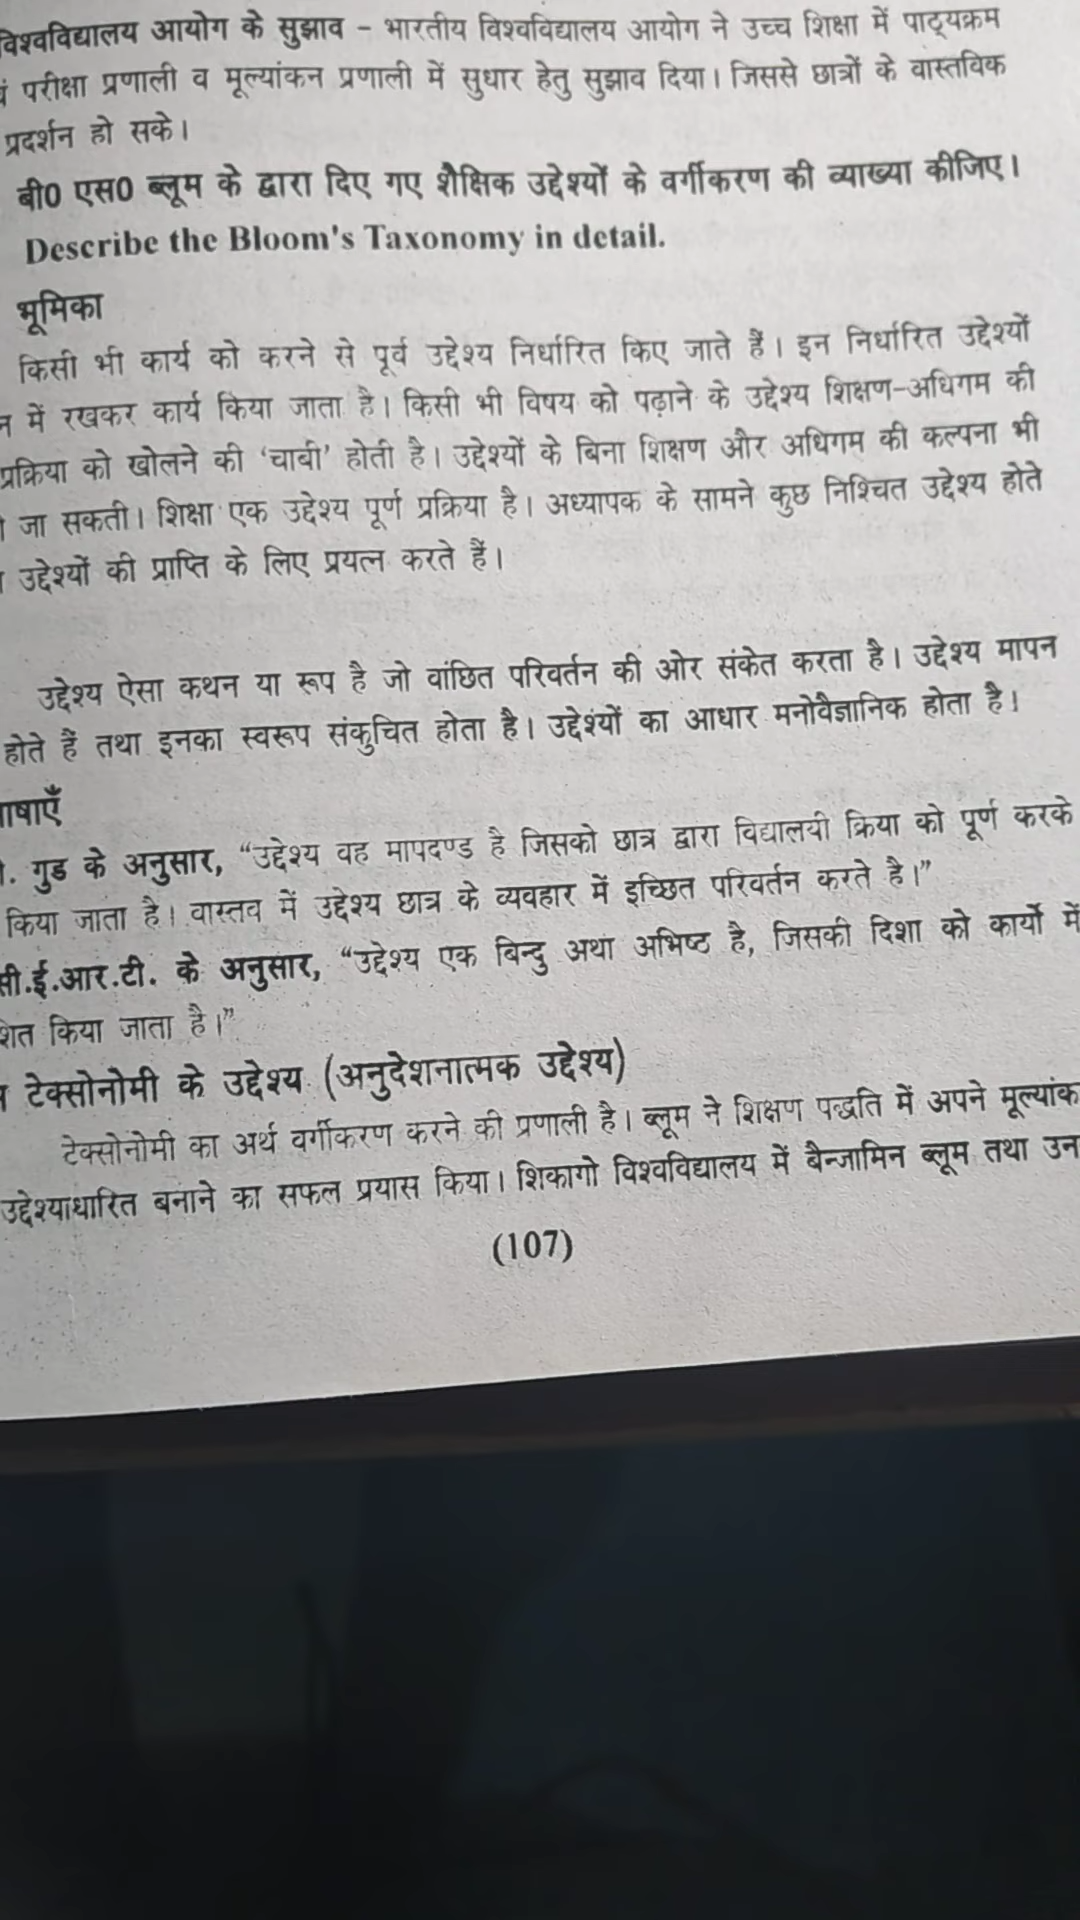 विश्वविद्यालय आयोग के सुझाव – भारतीय विश्वविद्यालय आयोग ने उच्च शिक्षा में पाठ्यक्रम
परीक्षा प्रणाली व मूल्यांकन प्रणाली में सुधार हेतु सुझाव दिया। जिससे छात्रों के वास्तविक
प्रदर्शन हो सके।
बी0 एस0 ब्लूम के द्वारा दिए गए शैक्षिक उद्देश्यों के वर्गीकरण की व्याख्या कीजिए।
Describe the Bloom's Taxonomy in detail.
भूमिका
किसी भी कार्य को करने से पूर्व उद्देश्य निर्धारित किए जाते हैं। इन निर्धारित उद्देश्यों
में रखकर कार्य किया जाता है। किसी भी विषय को पढ़ाने के उद्देश्य शिक्षण-अधिगम की
प्रक्रिया को खोलने की ‘चाबी’ होती है। उद्देश्यों के बिना शिक्षण और अधिगम की कल्पना भी
जा सकती। शिक्षा एक उद्देश्य पूर्ण प्रक्रिया है। अध्यापक के सामने कुछ निश्चित उद्देश्य होते
उद्देश्यों की प्राप्ति के लिए प्रयत्न करते हैं।
उद्देश्य ऐसा कथन या रूप है जो वांछित परिवर्तन की ओर संकेत करता है। उद्देश्य मापन
होते हैं तथा इनका स्वरूप संकुचित होता है। उद्देश्यों का आधार मनोवैज्ञानिक होता है।
गुड के अनुसार, “उद्देश्य वह मापदण्ड है जिसको छात्र द्वारा विद्यालयी क्रिया को पूर्ण करके
किया जाता है। वास्तव में उद्देश्य छात्र के व्यवहार में इच्छित परिवर्तन करते है।”
सी.ई.आर.टी. के अनुसार, “उद्देश्य एक बिन्दु अथा अभिष्ठ है, जिसकी दिशा को कार्यो में
किया जाता है।”
टेक्सोनोमी के उद्देश्य (अनुदेशनात्मक उद्देश्य)
टेक्सोनोमी का अर्थ वर्गीकरण करने की प्रणाली है। ब्लूम ने शिक्षण पद्धति में अपने मूल्यांक
उद्देश्याधारित बनाने का सफल प्रयास किया। शिकागो विश्वविद्यालय में बैन्जामिन ब्लूम तथा उन
(107)